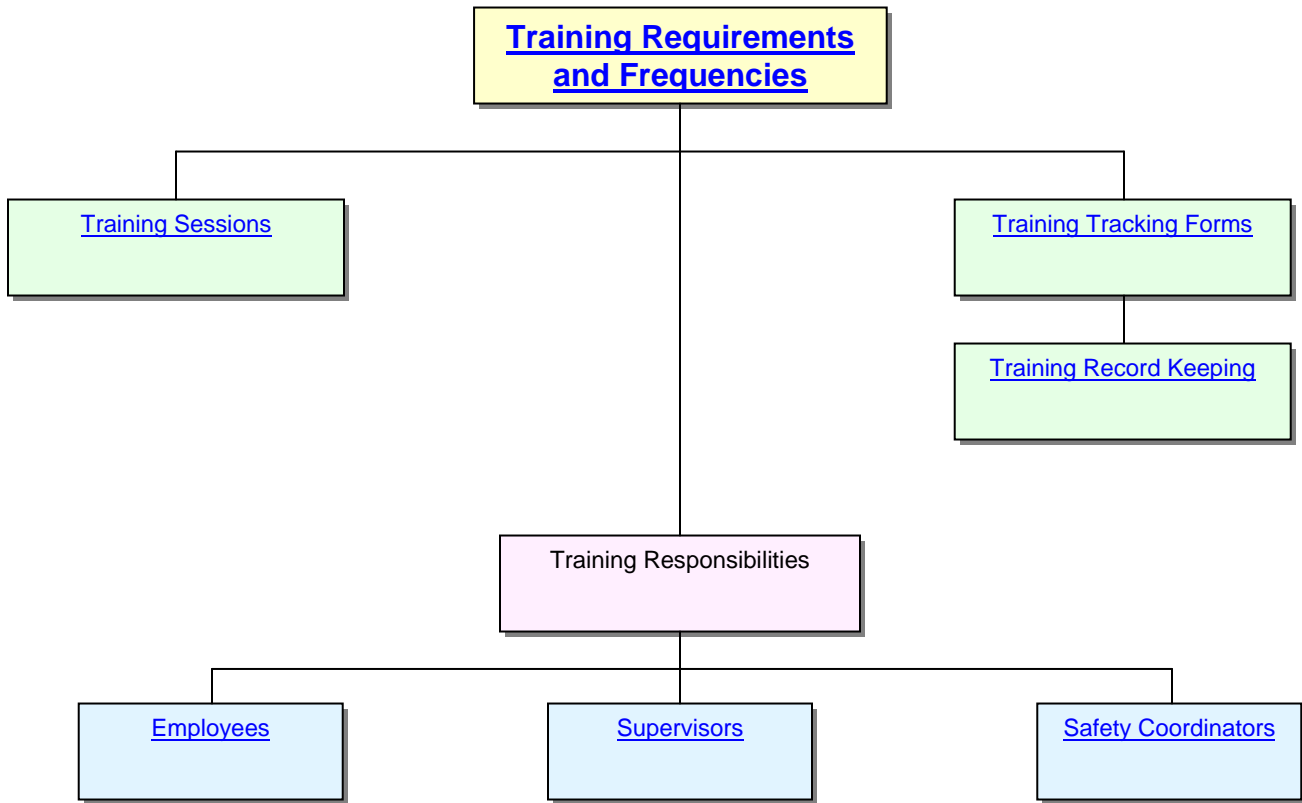 Training Requirements
and Frequencies
Training Sessions
Training Tracking Forms
Training Record Keeping
Training Responsibilities
Employees
Supervisors
Safety Coordinators